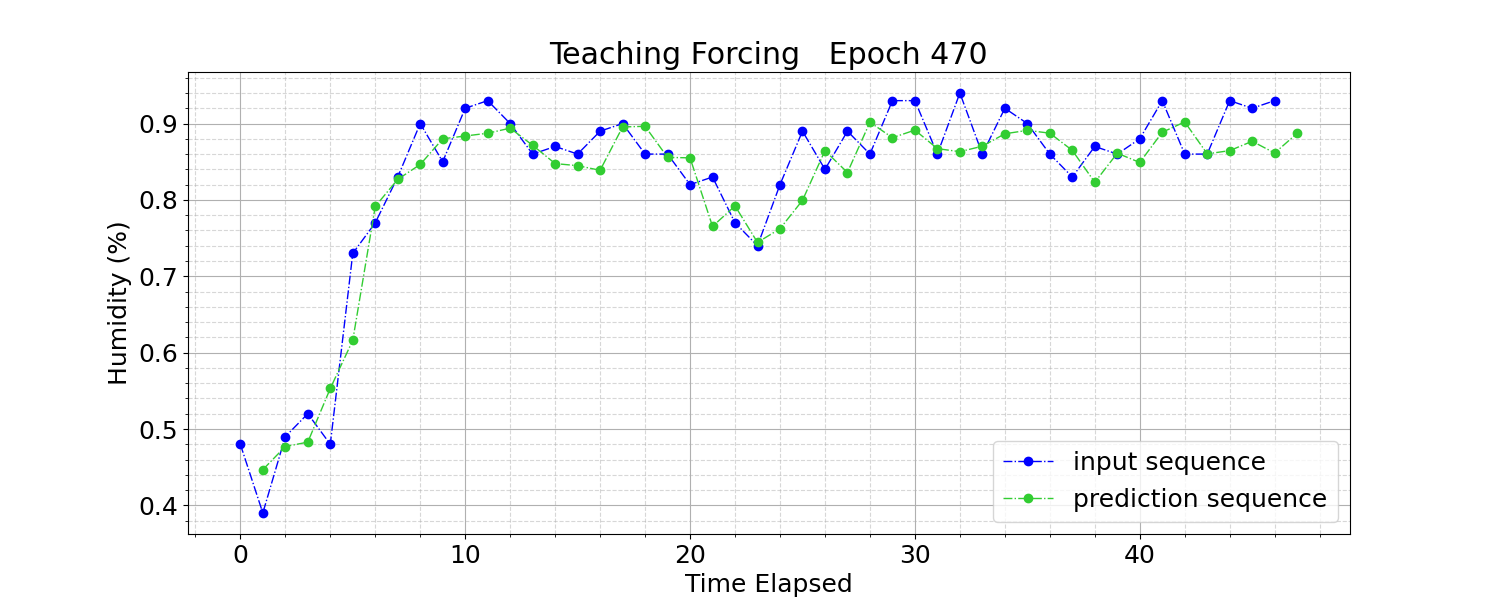 Teaching Forcing   Epoch 470
Humidity (%)
0.9
0.8
0.7
0.6
0.5
0.4
0 10 20 30 40
Time Elapsed
input sequence
prediction sequence